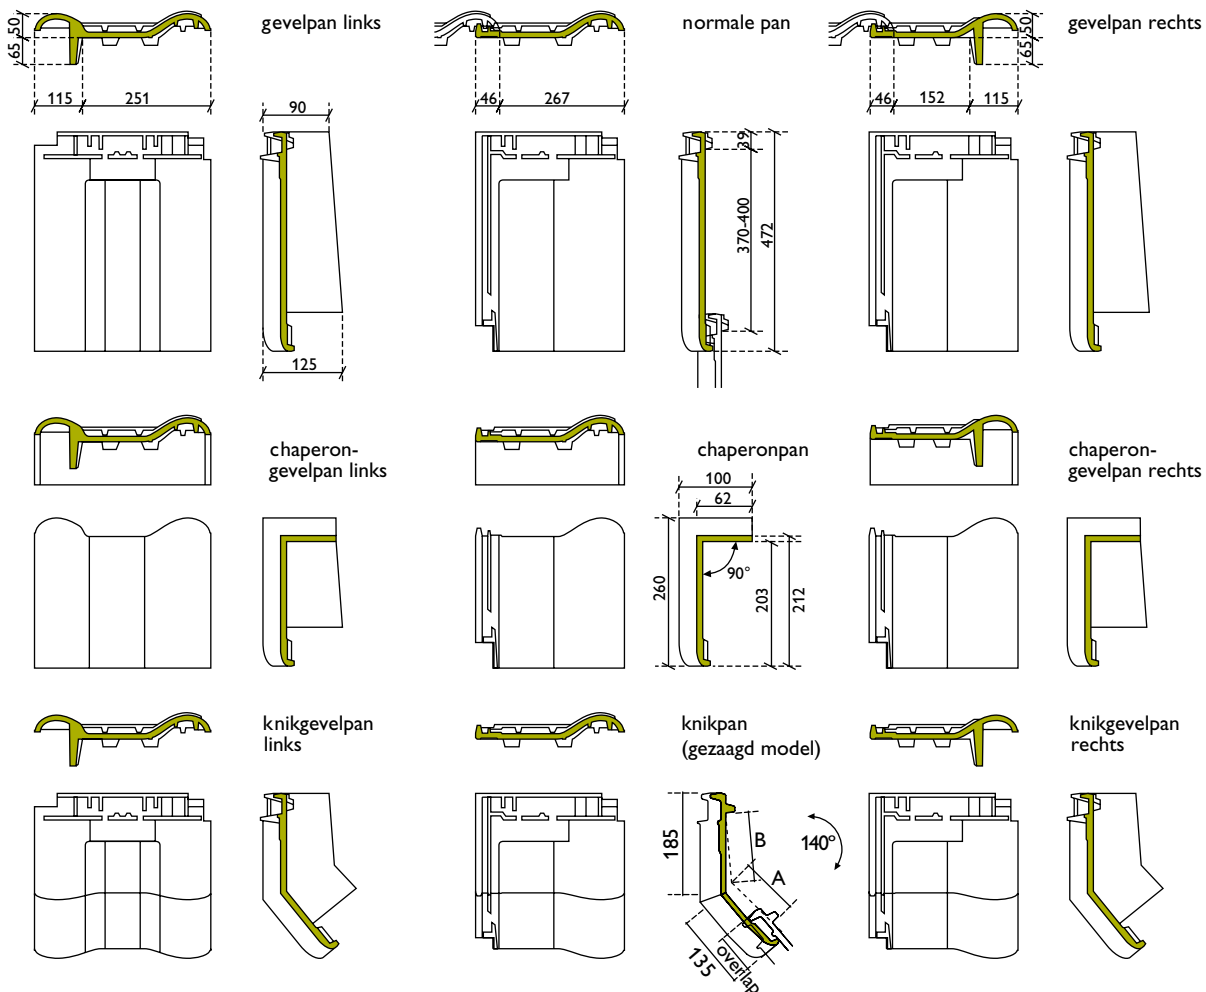 gevelpan links
50
65
115
251
90
125
normale pan
46
267
39
370-400
472
gevelpan rechts
50
65
46
152
115
chaperon-
gevelpan links
chaperonpan
100
62
90°
260
203
212
chaperon-
gevelpan rechts
knikgevelpan
links
knikpan
(gezaagd model)
185
B
A
140°
135
overlap
knikgevelpan
rechts